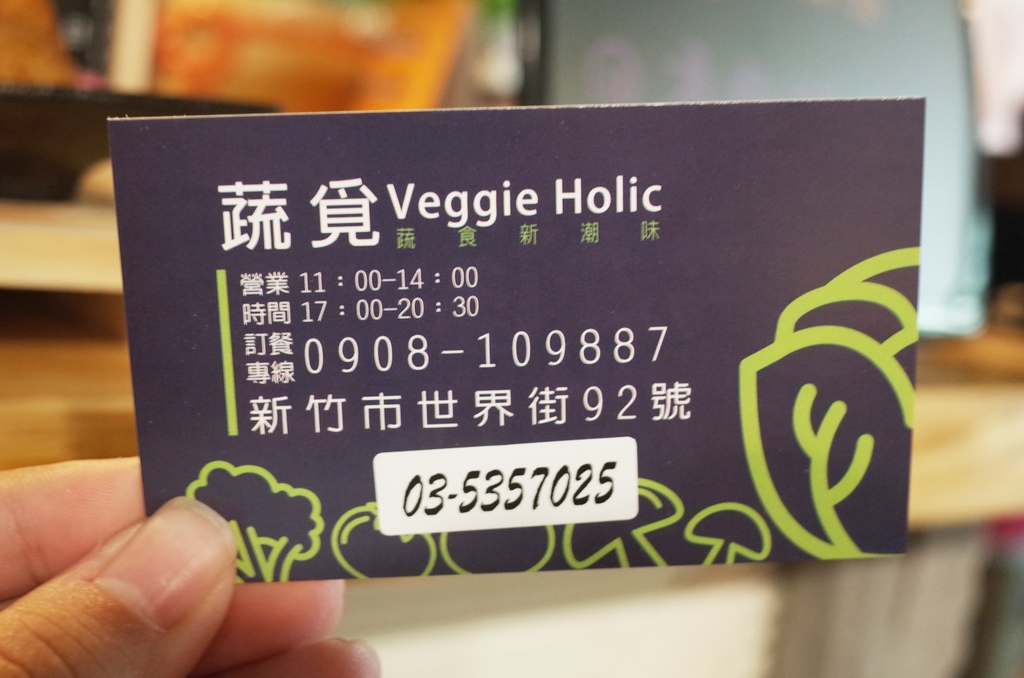 蔬覓 Veggie Holic
蔬食新潮味
營業時間 11：00-14：00
17：00-20：30
訂餐專線 0908-109887
新竹市世界街92號
03-5357025